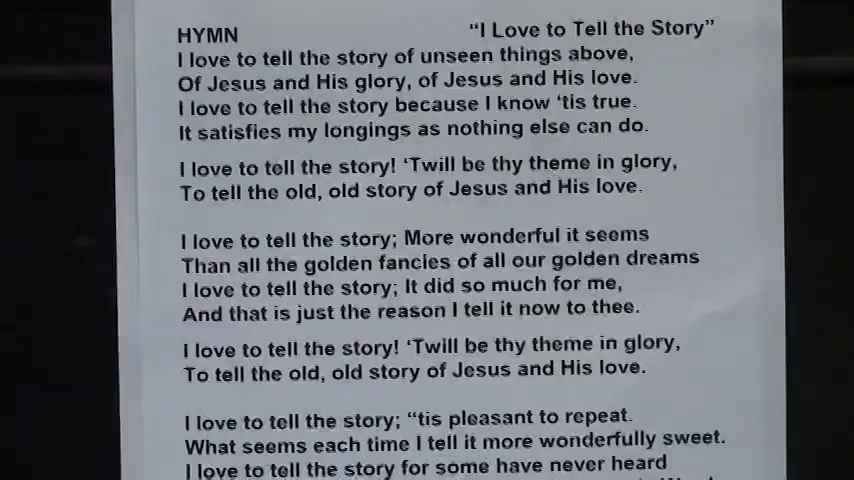 HYMN “I Love to Tell the Story”
I love to tell the story of unseen things above,
Of Jesus and His glory, of Jesus and His love.
I love to tell the story because I know ‘tis true.
It satisfies my longings as nothing else can do.
I love to tell the story! ‘Twill be thy theme in glory,
To tell the old, old story of Jesus and His love.
I love to tell the story; More wonderful it seems
Than all the golden fancies of all our golden dreams
I love to tell the story; It did so much for me,
And that is just the reason I tell it now to thee.
I love to tell the story! ‘Twill be thy theme in glory,
To tell the old, old story of Jesus and His love.
I love to tell the story; “tis pleasant to repeat.
What seems each time I tell it more wonderfully sweet.
I love to tell the story for some have never heard